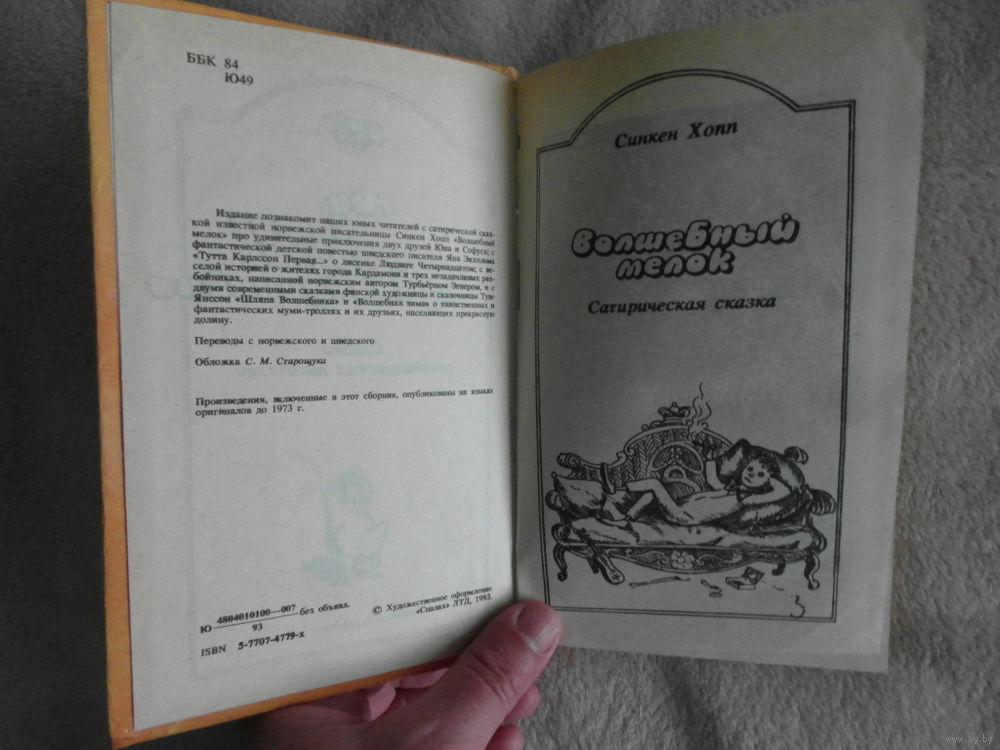 ББК 84
Ю49
Издание познакомит наших юных читателей с сатирической сказ-
кой известной норвежской писательницы Синкен Хопп «Волшебный
мелок» про удивительные приключения двух друзей Юна и Софуса; с
фантастической детской повестью шведского писателя Яна Экхольма
«Тутта Карлссон Первая...» о лисенке Людвиге Четырнадцатом; с ве-
селой историей о жителях города Кардамона и трех незадачливых раз-
бойниках, написанной норвежским автором Турбьёрном Эгнером, и с
двумя современными сказками финской художницы и сказочницы Туве
Янссон «Шляпа Волшебника» и «Волшебная зима» о таинственных и
фантастических муми-троллях и их друзьях, населяющих прекрасную
долину.
Переводы с норвежского и шведского
Обложка С. М. Старощука
Произведения, включенные в этот сборник, опубликованы на языках
оригиналов до 1973 г.
Ю 4804010100—007 без объявл.
93
ISBN 5-7707-4779-х
© Художественное оформление
«Спалах» ЛТД, 1993.
Синкен Хопп
Волшебный
мелок
Сатирическая сказка
www.ay.by